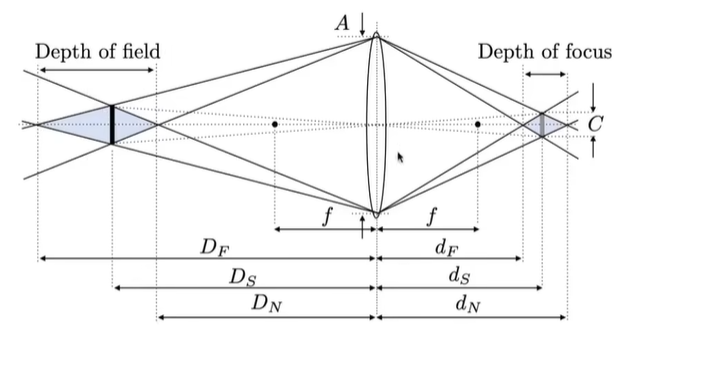 A
Depth of field
Depth of focus
C
f
f
D_F
d_F
D_S
d_S
D_N
d_N